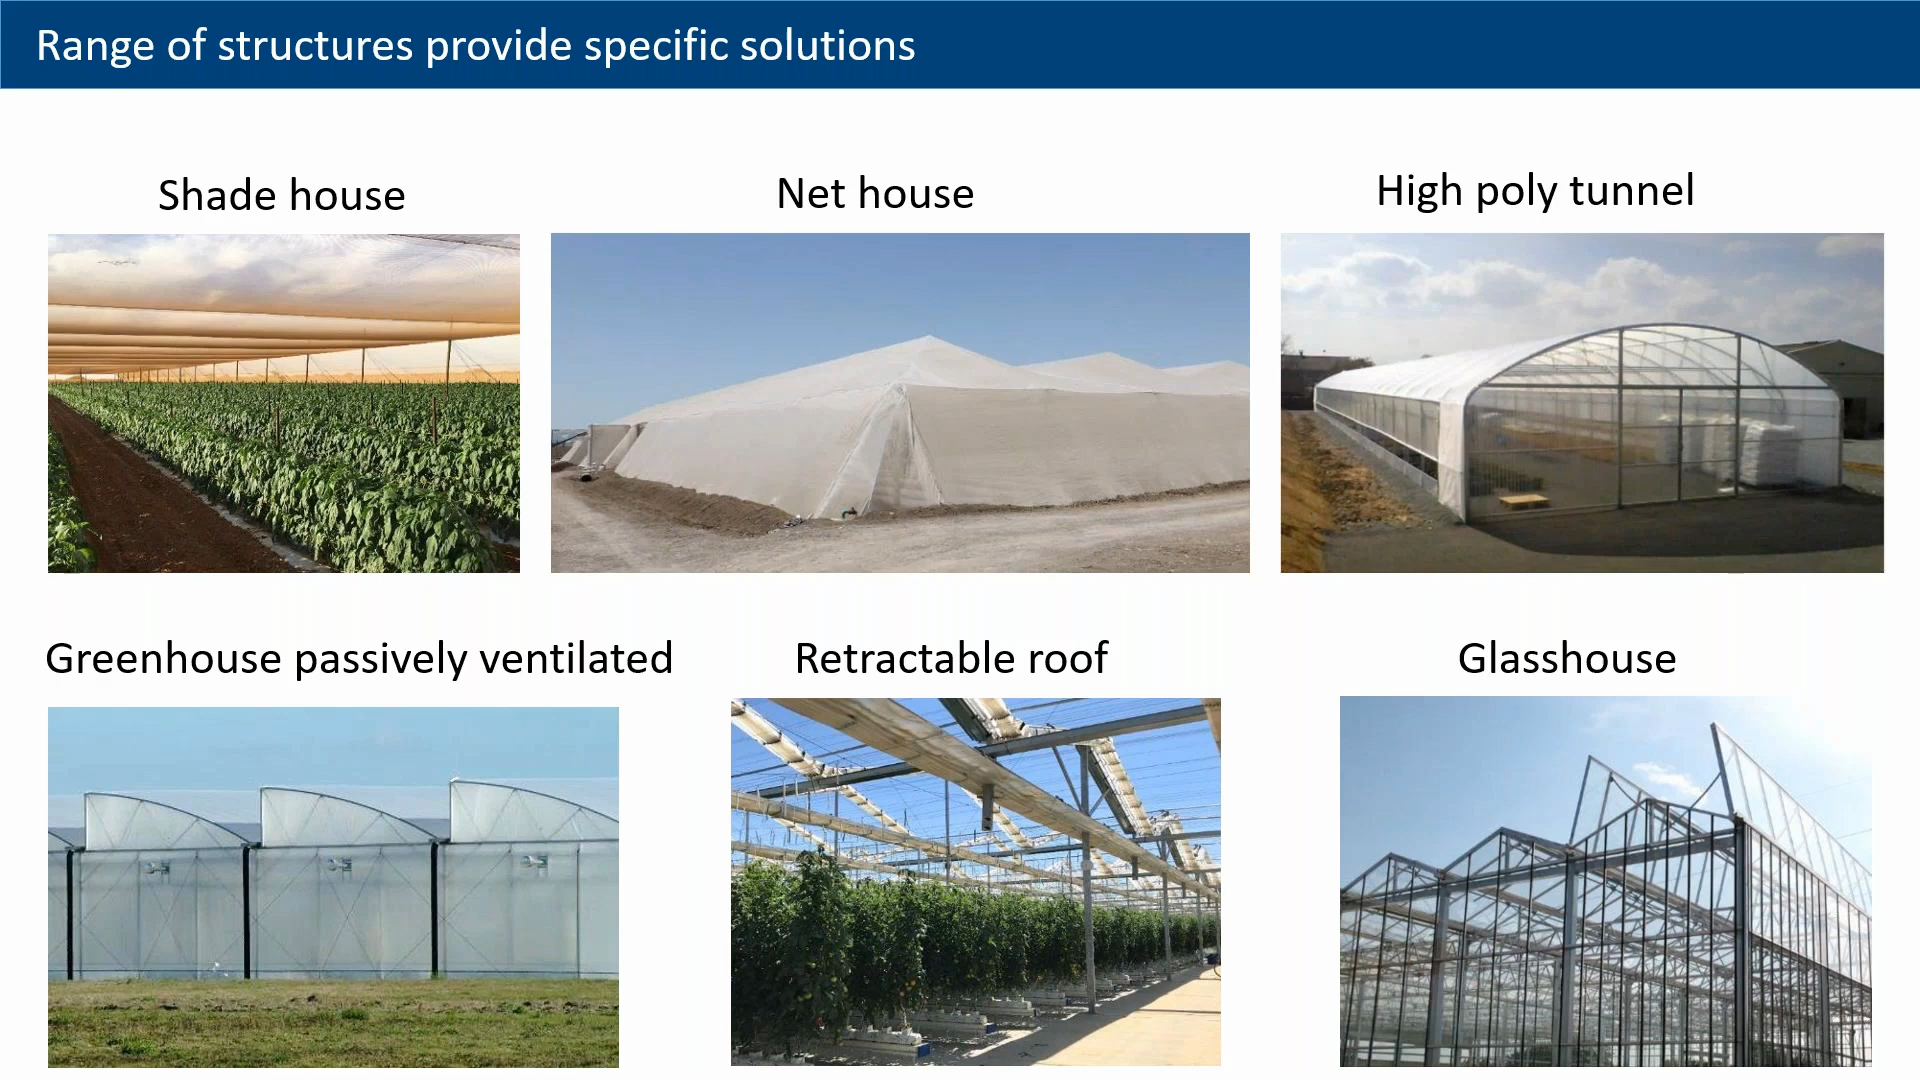 Range of structures provide specific solutions
Shade house
Net house
High poly tunnel
Greenhouse passively ventilated
Retractable roof
Glasshouse